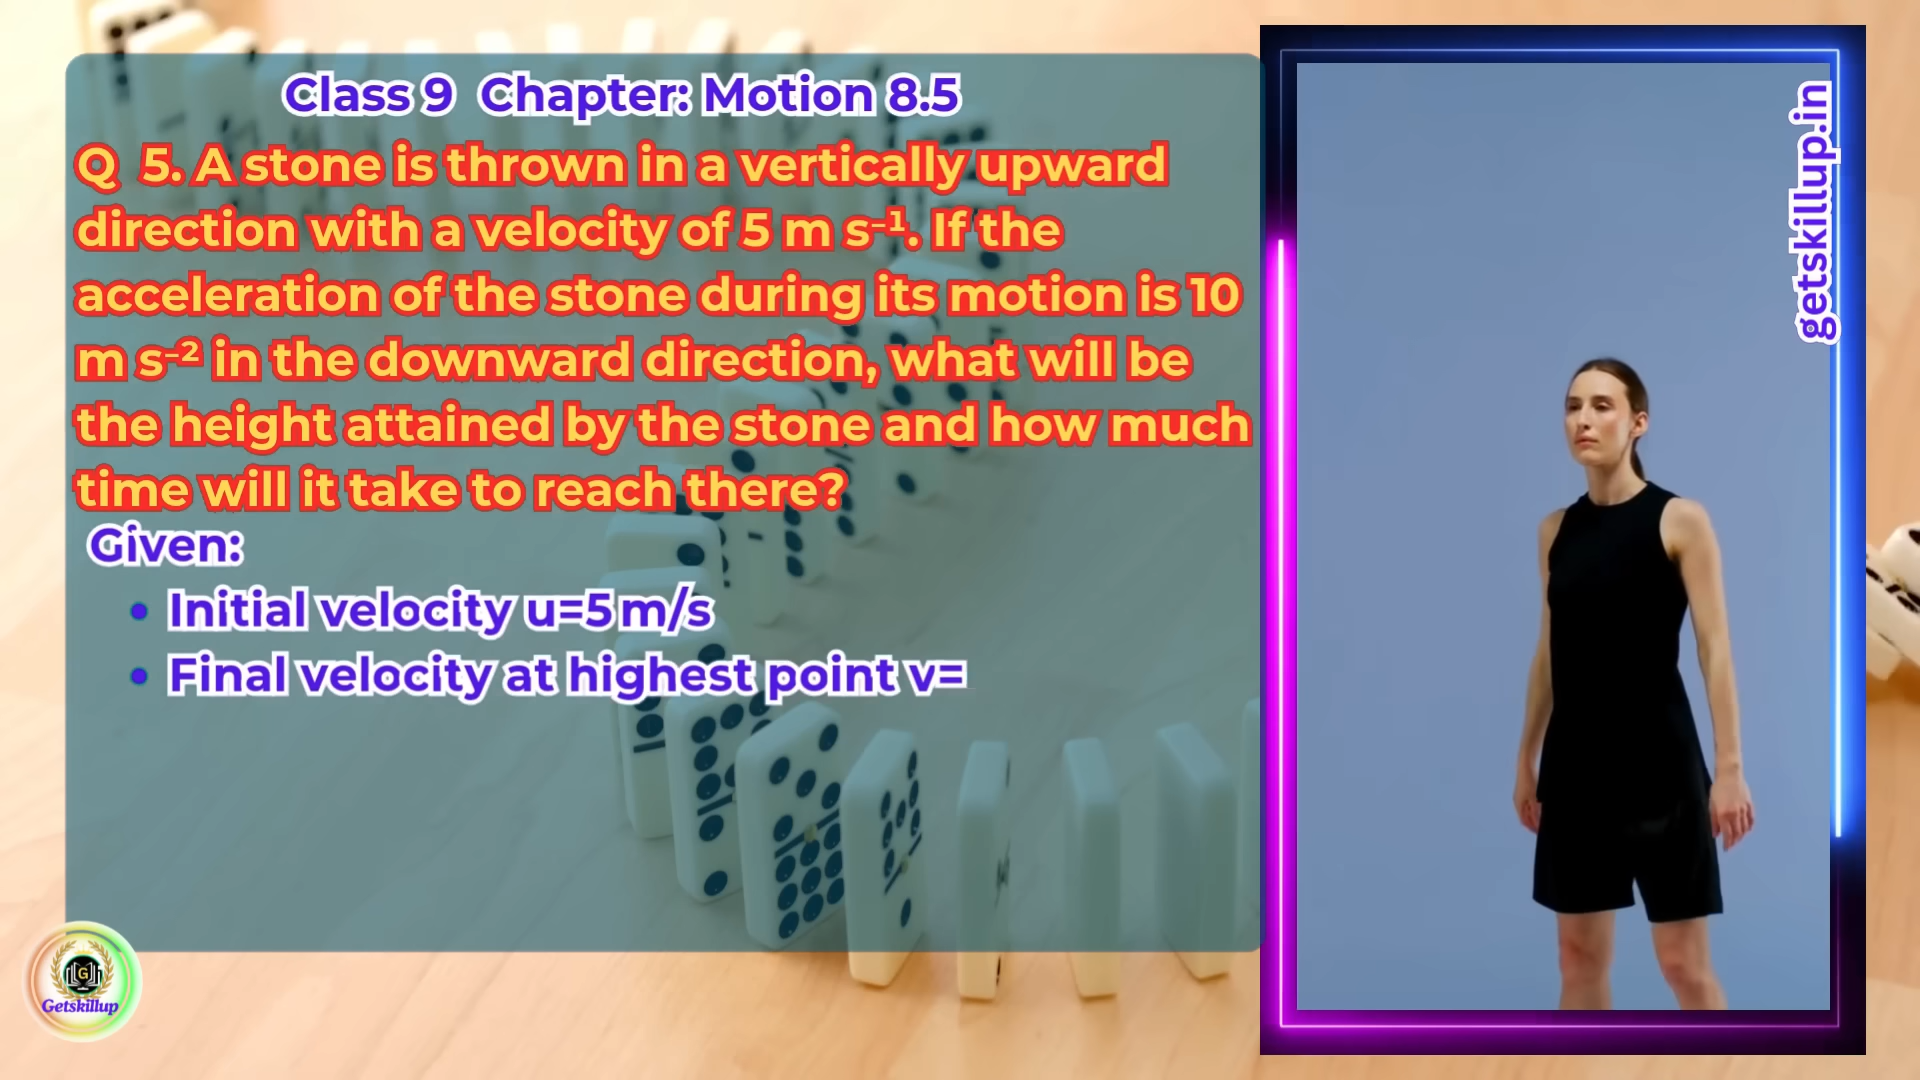 Class 9 Chapter: Motion 8.5
Q 5. A stone is thrown in a vertically upward
direction with a velocity of 5 m s⁻¹. If the
acceleration of the stone during its motion is 10
m s⁻² in the downward direction, what will be
the height attained by the stone and how much
time will it take to reach there?
Given:
• Initial velocity u=5 m/s
• Final velocity at highest point v=
getskillup.in
G
Getskillup